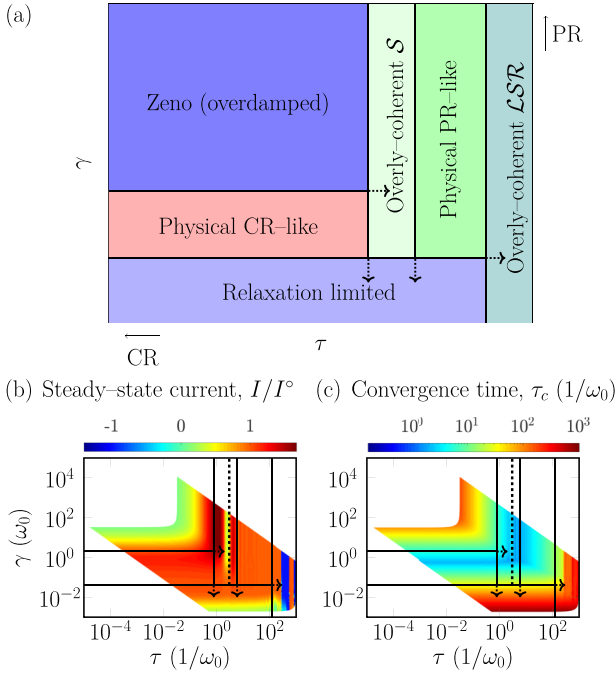 (a)
PR
Zeno (overdamped)
Overly–coherent 𝓢
Physical PR–like
Overly–coherent 𝓛𝓢𝓡
γ
Physical CR–like
Relaxation limited
CR
τ
(b) Steady–state current, I/I°
(c) Convergence time, τ_c (1/ω₀)
-1 0 1
10⁰ 10¹ 10² 10³
γ (ω₀)
10⁴
10²
10⁰
10⁻²
10⁴
10²
10⁰
10⁻²
10⁻⁴ 10⁻² 10⁰ 10²
10⁻⁴ 10⁻² 10⁰ 10²
τ (1/ω₀)
τ (1/ω₀)